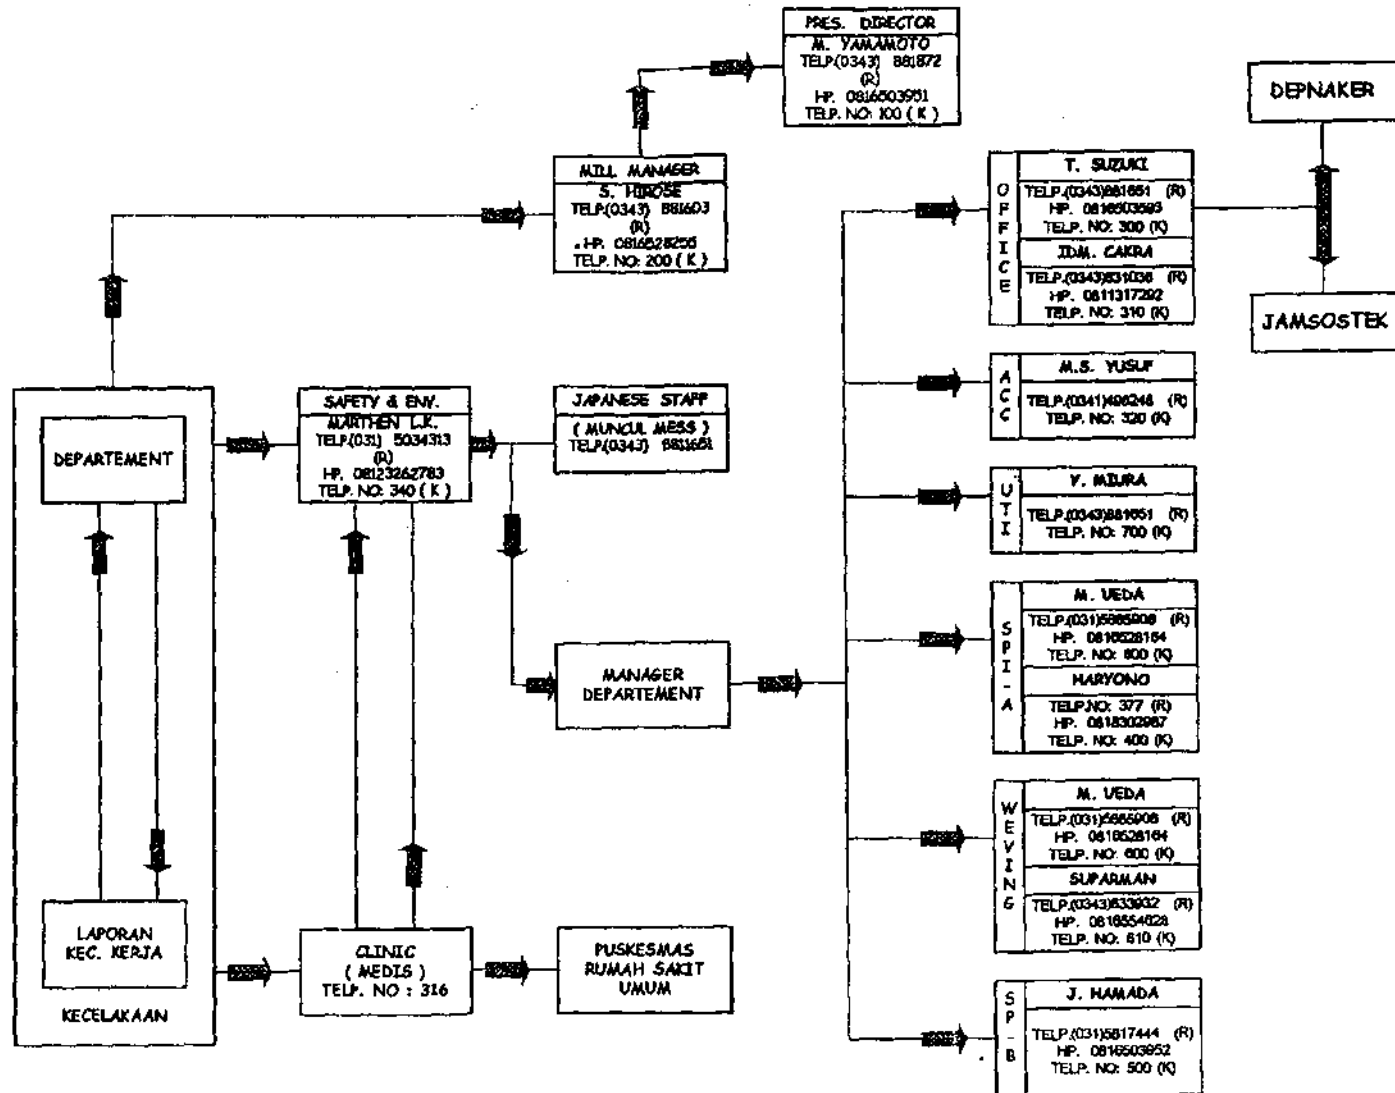 PRES. DIRECTOR
M. YAMAMOTO
TELP.(0343) 881872
(R)
HP. 0816503951
TELP. NO: 100 ( K )
DEPNAKER
MILL MANAGER
S. HIROSE
TELP.(0343) 881603
(R)
HP. 0816528255
TELP. NO: 200 ( K )
OFFICE
T. SUZUKI
TELP.(0343)881651 (R)
HP. 0816503593
TELP. NO: 300 (K)
IDM. CAKRA
TELP.(0343)631036 (R)
HP. 0811317292
TELP. NO: 310 (K)
JAMSOSTEK
ACC
M.S. YUSUF
TELP.(0341)496248 (R)
TELP. NO: 320 (K)
DEPARTEMENT
SAFETY & ENV.
MARTHEN L.K.
TELP.(031) 5034313
(R)
HP. 08123262783
TELP. NO: 340 ( K )
JAPANESE STAFF
( MUNCUL MESS )
TELP.(0343) 881651
UTI
Y. MIURA
TELP.(0343)881651 (R)
TELP. NO: 700 (K)
SPI-A
M. UEDA
TELP.(031)5665906 (R)
HP. 0816528164
TELP. NO: 600 (K)
HARYONO
TELP.NO: 377 (R)
HP. 0818302987
TELP. NO: 400 (K)
MANAGER
DEPARTEMENT
WEVING
M. UEDA
TELP.(031)5665906 (R)
HP. 0816528164
TELP. NO: 600 (K)
SUPARMAN
TELP.(0343)633932 (R)
HP. 0816554628
TELP. NO: 610 (K)
LAPORAN
KEC. KERJA
KECELAKAAN
CLINIC
( MEDIS )
TELP. NO : 316
PUSKESMAS
RUMAH SAKIT
UMUM
SP-B
J. HAMADA
TELP.(031)5817444 (R)
HP. 0816503952
TELP. NO: 500 (K)